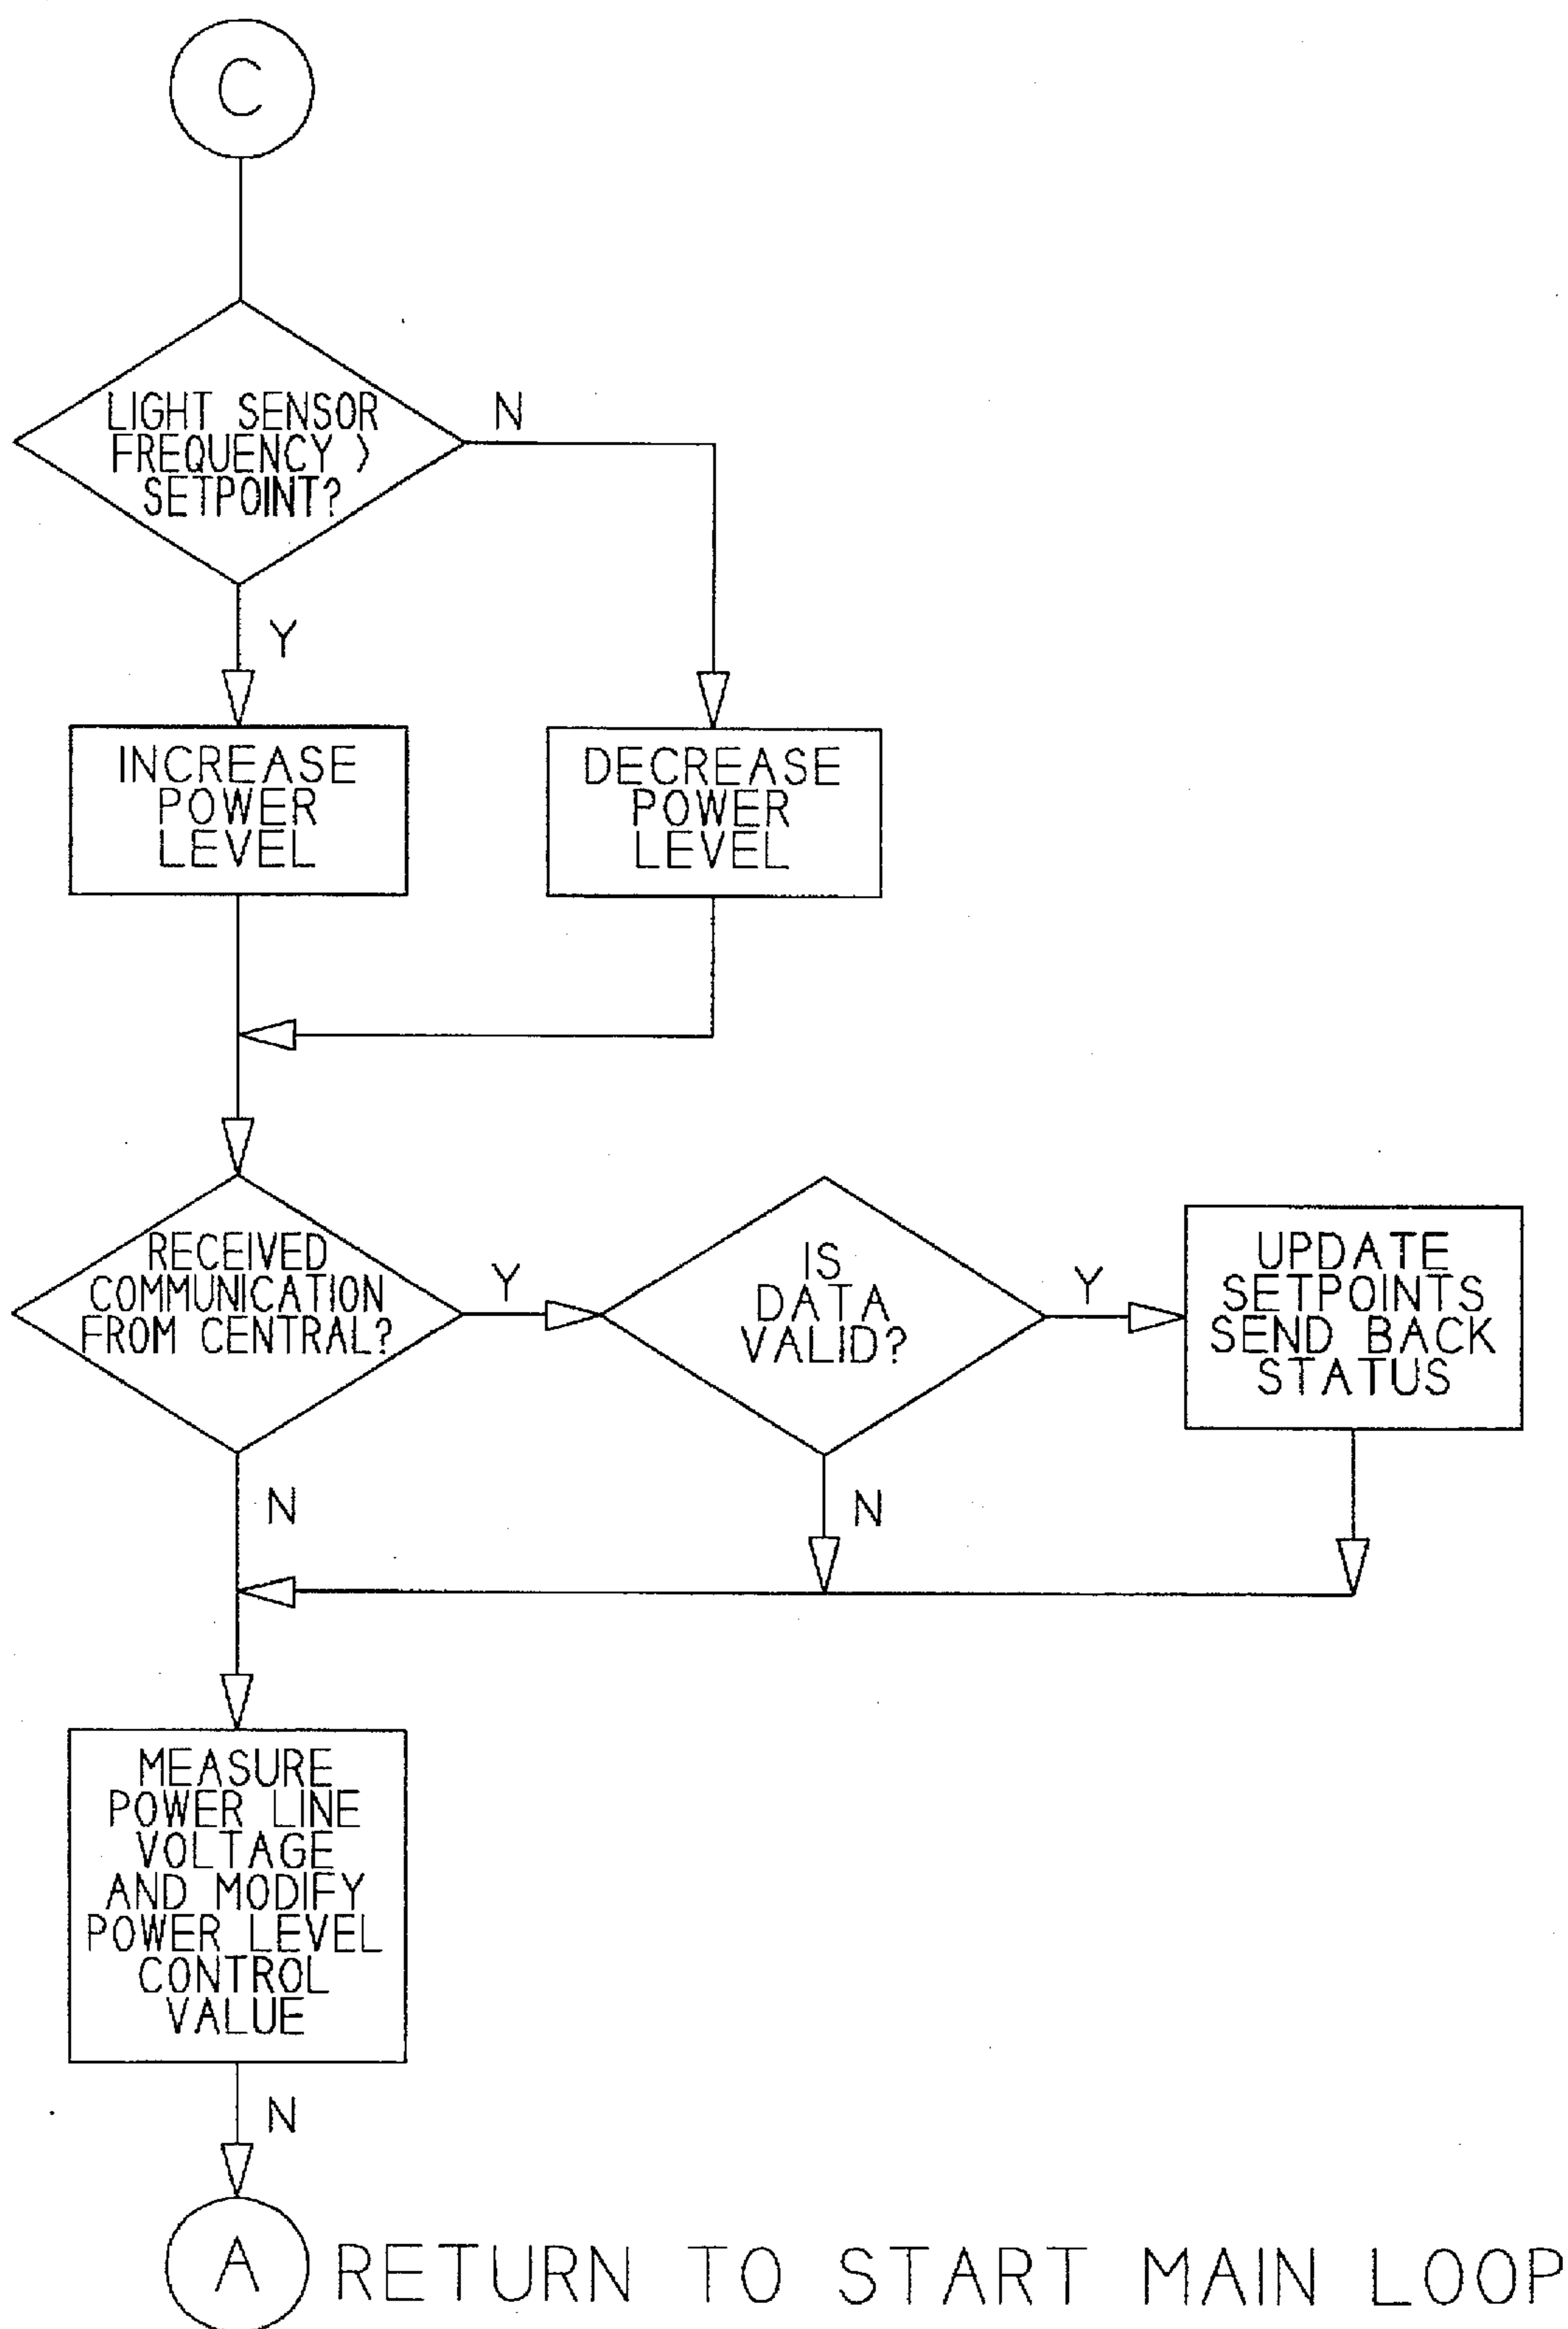 C
LIGHT SENSOR
FREQUENCY >
SETPOINT?
N
Y
INCREASE
POWER
LEVEL
DECREASE
POWER
LEVEL
RECEIVED
COMMUNICATION
FROM CENTRAL?
Y
IS
DATA
VALID?
Y
UPDATE
SETPOINTS
SEND BACK
STATUS
N
N
MEASURE
POWER LINE
VOLTAGE
AND MODIFY
POWER LEVEL
CONTROL
VALUE
N
A RETURN TO START MAIN LOOP